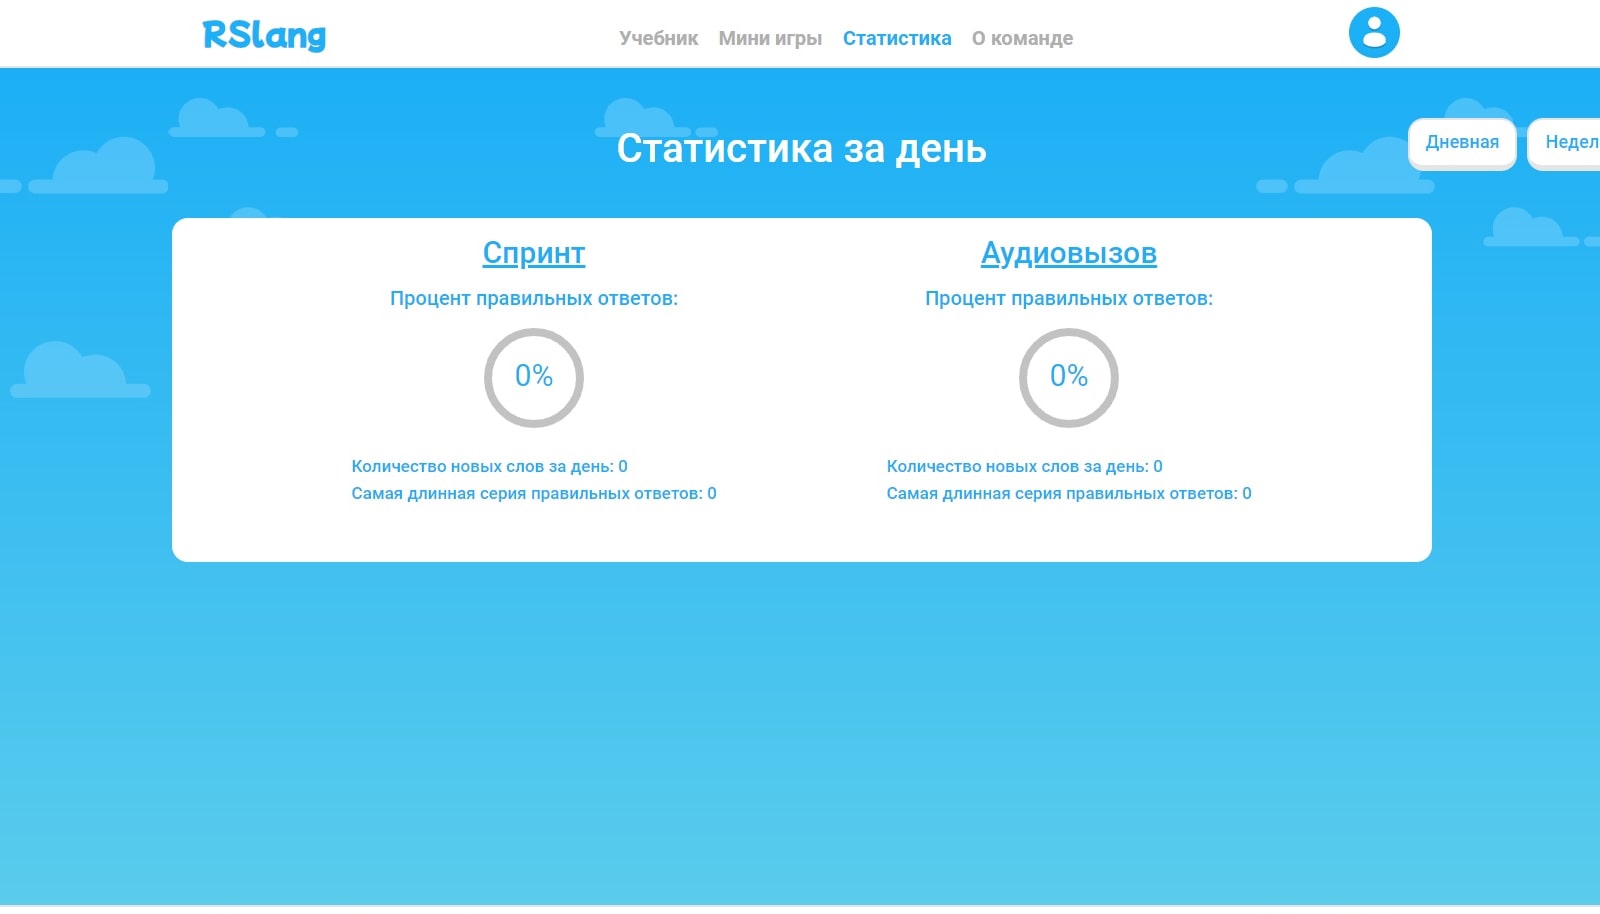 RSlang
Учебник Мини игры Статистика О команде
Статистика за день
Дневная
Недел
Спринт
Процент правильных ответов:
0%
Количество новых слов за день: 0
Самая длинная серия правильных ответов: 0
Аудиовызов
Процент правильных ответов:
0%
Количество новых слов за день: 0
Самая длинная серия правильных ответов: 0